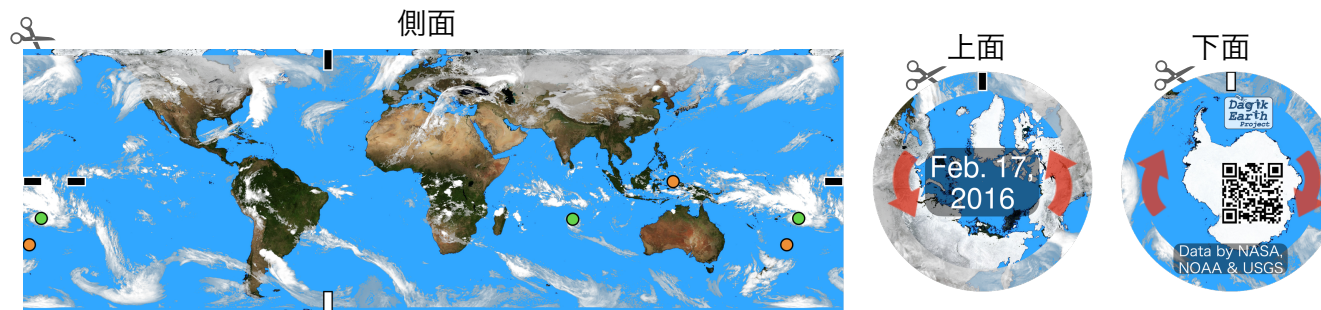 側面
上面
下面
Feb. 17,
2016
Dagik
Earth
Project
Data by NASA,
NOAA & USGS